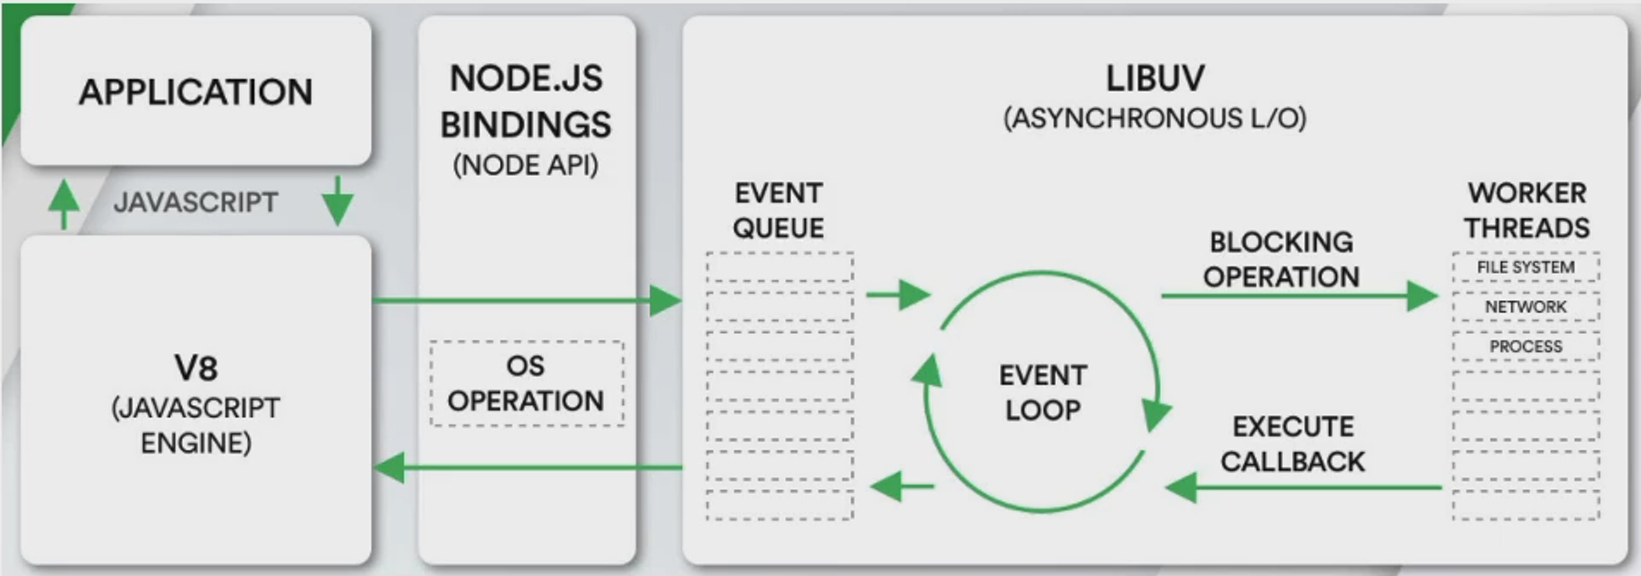 APPLICATION
JAVASCRIPT
V8
(JAVASCRIPT
ENGINE)
NODE.JS
BINDINGS
(NODE API)
OS
OPERATION
LIBUV
(ASYNCHRONOUS L/O)
EVENT
QUEUE
EVENT
LOOP
BLOCKING
OPERATION
EXECUTE
CALLBACK
WORKER
THREADS
FILE SYSTEM
NETWORK
PROCESS